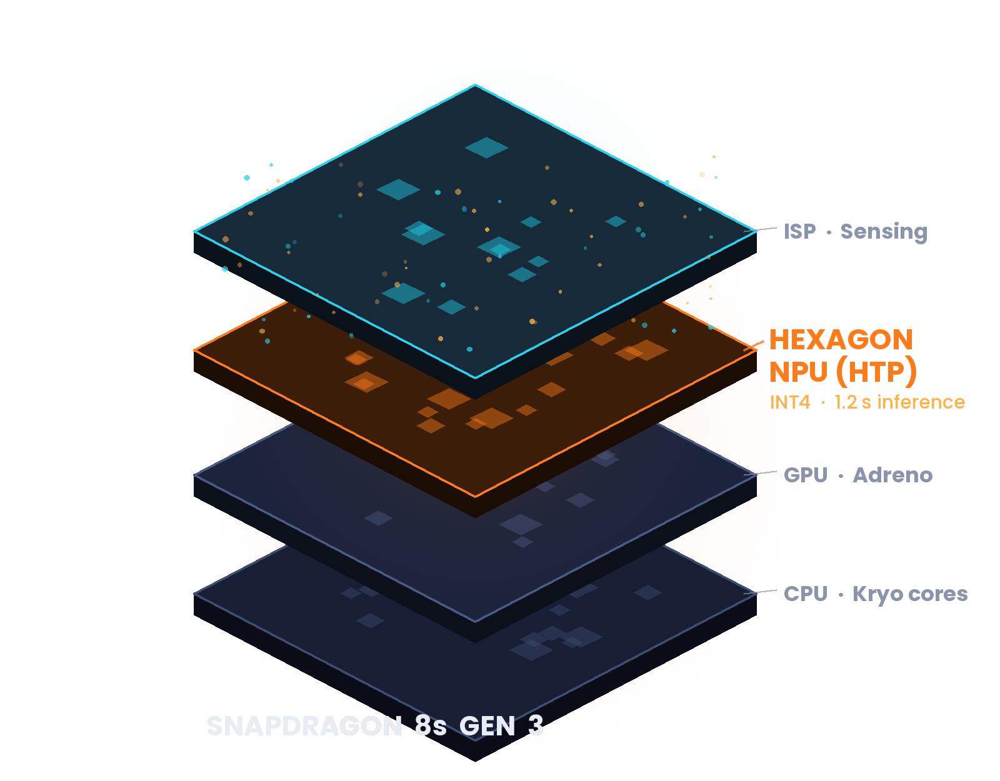 ISP · Sensing
HEXAGON
NPU (HTP)
INT4 · 1.2 s inference
GPU · Adreno
CPU · Kryo cores
SNAPDRAGON 8s GEN 3